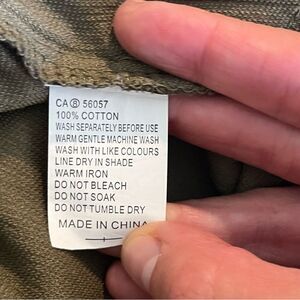 CA Ⓡ 56057
100% COTTON
WASH SEPARATELY BEFORE USE
WARM GENTLE MACHINE WASH
WASH WITH LIKE COLOURS
LINE DRY IN SHADE
WARM IRON
DO NOT BLEACH
DO NOT SOAK
DO NOT TUMBLE DRY
MADE IN CHINA